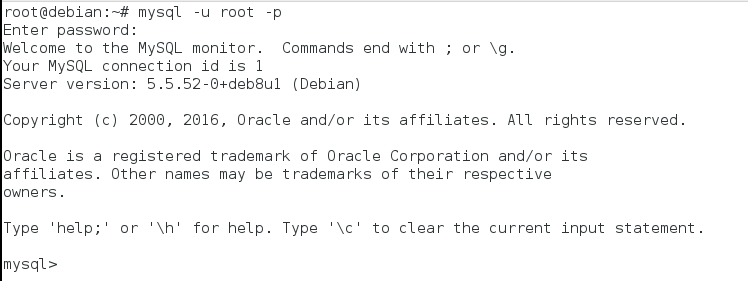 root@debian:~# mysql -u root -p
Enter password:
Welcome to the MySQL monitor.  Commands end with ; or \g.
Your MySQL connection id is 1
Server version: 5.5.52-0+deb8u1 (Debian)
Copyright (c) 2000, 2016, Oracle and/or its affiliates. All rights reserved.
Oracle is a registered trademark of Oracle Corporation and/or its
affiliates. Other names may be trademarks of their respective
owners.
Type 'help;' or '\h' for help. Type '\c' to clear the current input statement.
mysql>